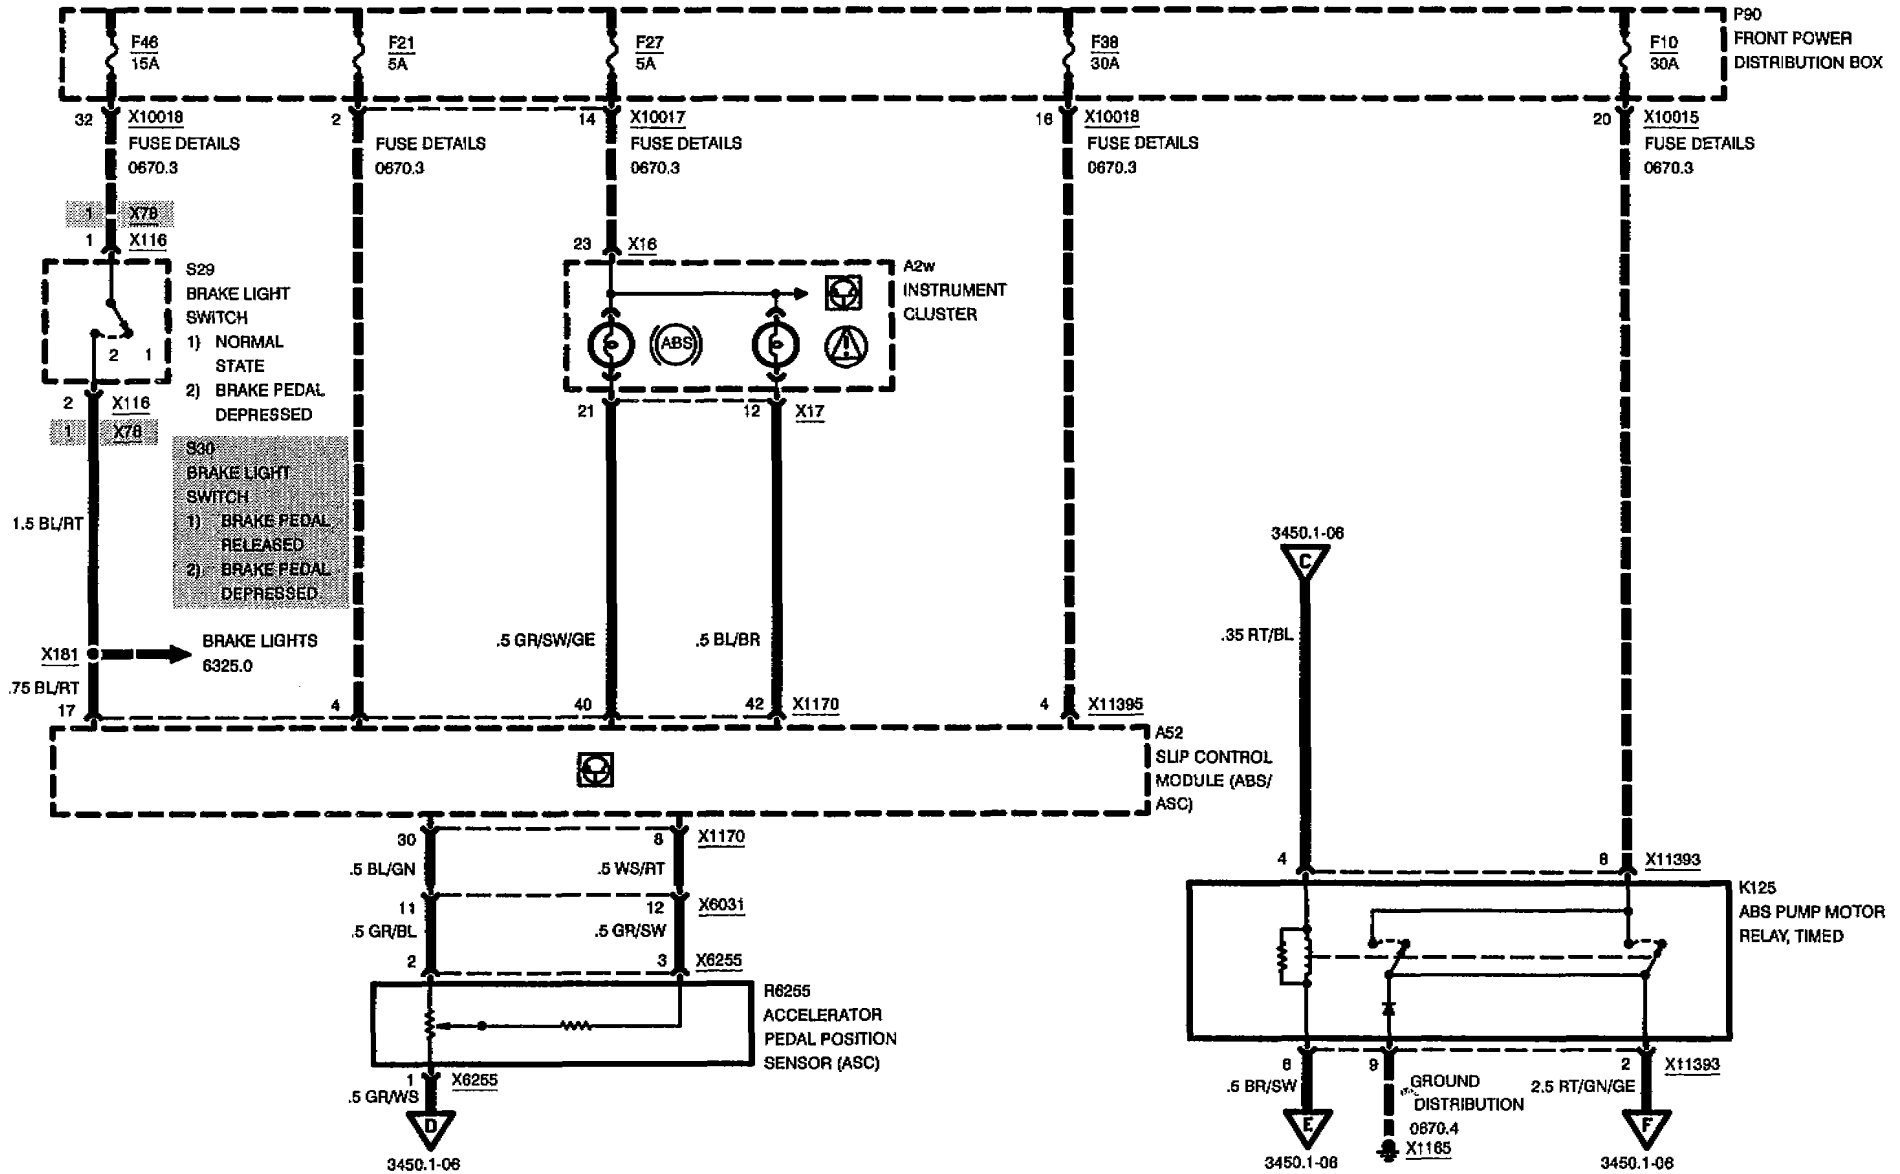 P90
FRONT POWER
DISTRIBUTION BOX
F46
15A
F21
5A
F27
5A
F38
30A
F10
30A
32 X10018
FUSE DETAILS
0670.3
2
FUSE DETAILS
0670.3
14 X10017
FUSE DETAILS
0670.3
16 X10018
FUSE DETAILS
0670.3
20 X10015
FUSE DETAILS
0670.3
1 X78
1 X116
S29
BRAKE LIGHT
SWITCH
1) NORMAL
STATE
2) BRAKE PEDAL
DEPRESSED
2 1
2 X116
1 X78
S30
BRAKE LIGHT
SWITCH
1) BRAKE PEDAL
RELEASED
2) BRAKE PEDAL
DEPRESSED
23 X16
A2w
INSTRUMENT
CLUSTER
ABS
21
12 X17
1.5 BL/RT
X181
BRAKE LIGHTS
6325.0
.75 BL/RT
.5 GR/SW/GE
.5 BL/BR
17
4
40
42 X1170
4 X11395
A52
SLIP CONTROL
MODULE (ABS/
ASC)
3450.1-06
C
.35 RT/BL
30
8 X1170
.5 BL/GN
.5 WS/RT
11
12 X6031
.5 GR/BL
.5 GR/SW
2
3 X6255
R6255
ACCELERATOR
PEDAL POSITION
SENSOR (ASC)
1 X6255
.5 GR/WS
D
3450.1-06
4
8 X11393
K125
ABS PUMP MOTOR
RELAY, TIMED
6
9
2 X11393
.5 BR/SW
GROUND
DISTRIBUTION
0670.4
X1165
2.5 RT/GN/GE
E
3450.1-06
F
3450.1-06